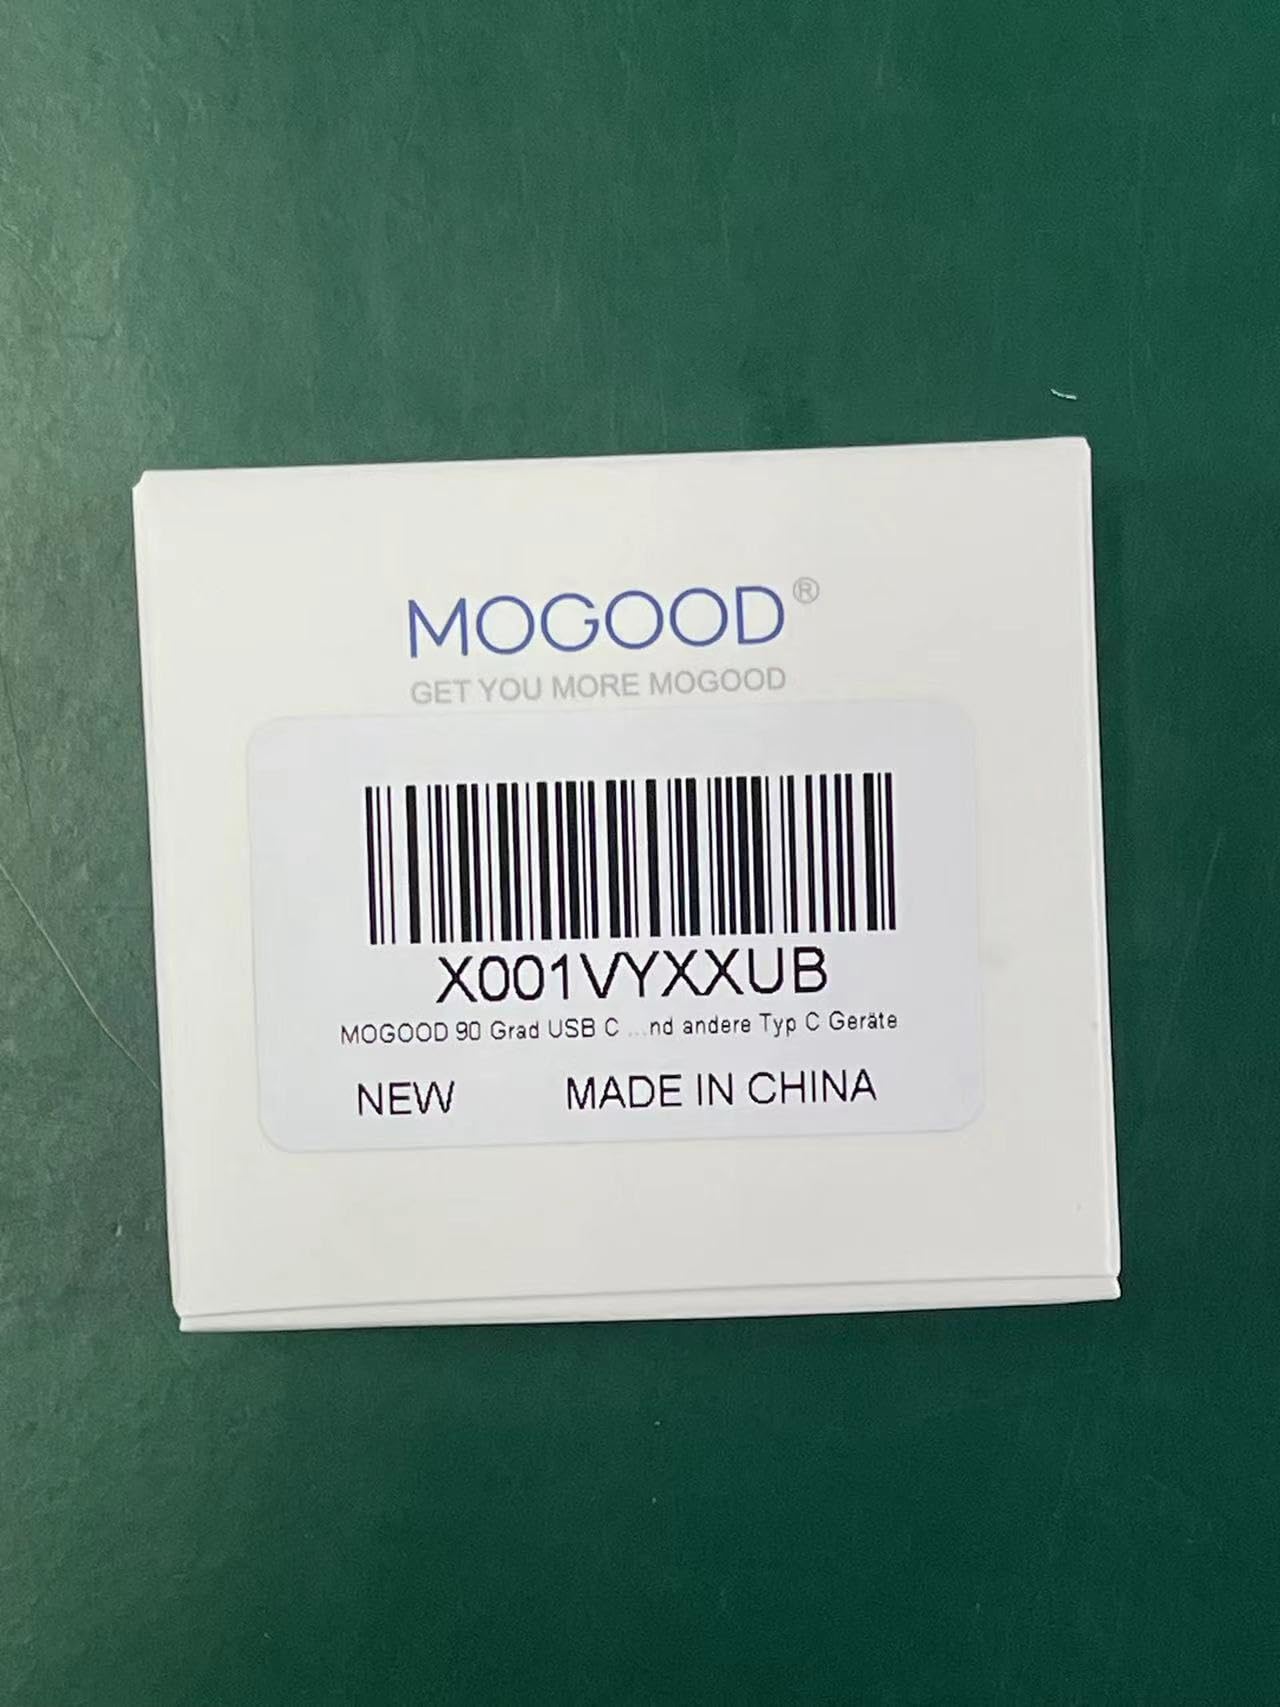 MOGOOD®
GET YOU MORE MOGOOD
X001VYXXUB
MOGOOD 90 Grad USB C ...nd andere Typ C Geräte
NEW MADE IN CHINA